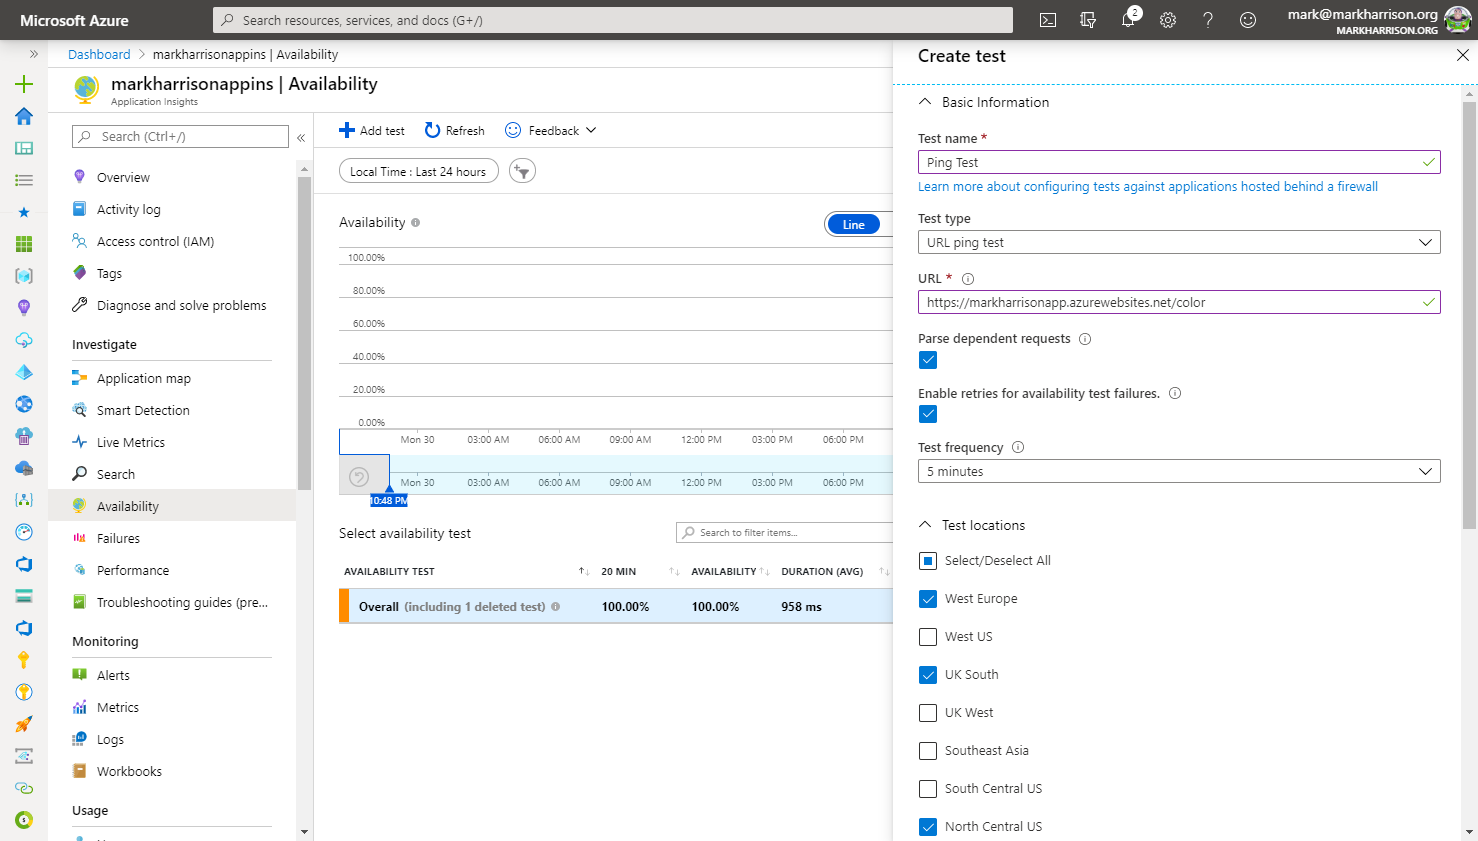 Microsoft Azure
Search resources, services, and docs (G+/)
2
mark@markharrison.org
MARKHARRISON.ORG
Dashboard > markharrisonappins | Availability
markharrisonappins | Availability
Application Insights
Search (Ctrl+/)
Overview
Activity log
Access control (IAM)
Tags
Diagnose and solve problems
Investigate
Application map
Smart Detection
Live Metrics
Search
Availability
Failures
Performance
Troubleshooting guides (pre...
Monitoring
Alerts
Metrics
Logs
Workbooks
Usage
Add test
Refresh
Feedback
Local Time : Last 24 hours
Availability
Line
100.00%
80.00%
60.00%
40.00%
20.00%
0.00%
Mon 30 03:00 AM 06:00 AM 09:00 AM 12:00 PM 03:00 PM 06:00 PM
Mon 30 03:00 AM 06:00 AM 09:00 AM 12:00 PM 03:00 PM 06:00 PM
10:48 PM
Select availability test
Search to filter items...
AVAILABILITY TEST 20 MIN AVAILABILITY DURATION (AVG)
Overall (including 1 deleted test) 100.00% 100.00% 958 ms
Create test
Basic Information
Test name *
Ping Test
Learn more about configuring tests against applications hosted behind a firewall
Test type
URL ping test
URL *
https://markharrisonapp.azurewebsites.net/color
Parse dependent requests
Enable retries for availability test failures.
Test frequency
5 minutes
Test locations
Select/Deselect All
West Europe
West US
UK South
UK West
Southeast Asia
South Central US
North Central US